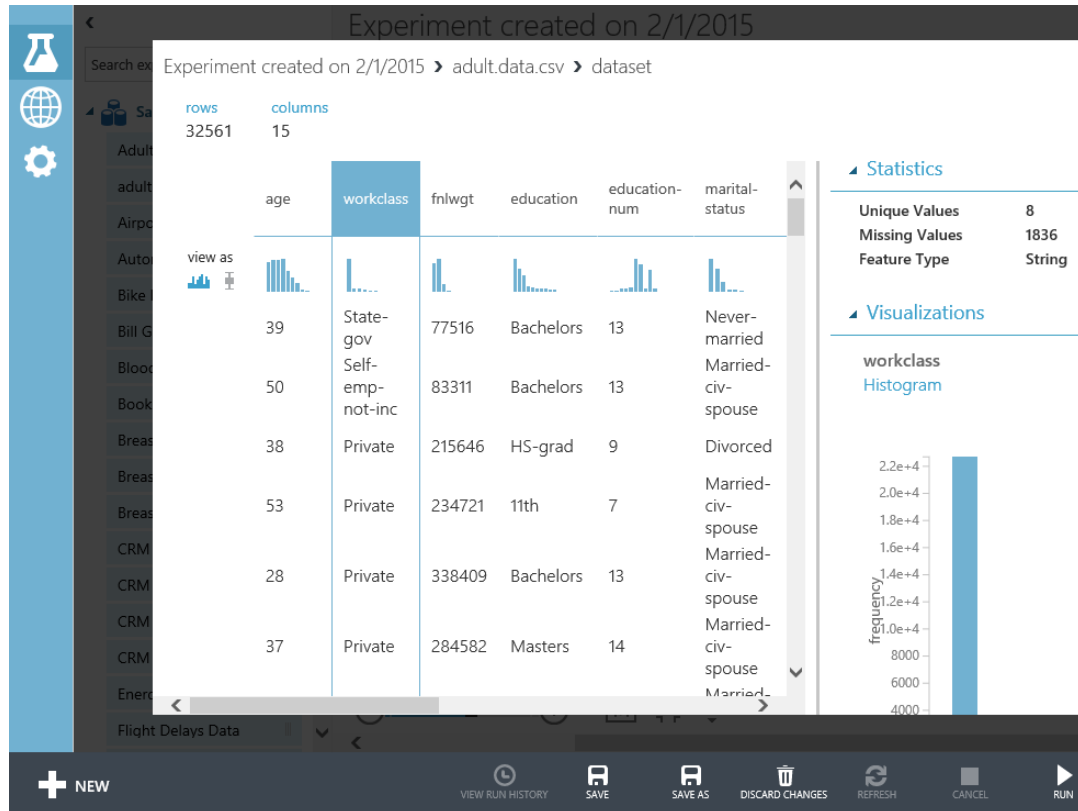 Experiment created on 2/1/2015
Search ex
Experiment created on 2/1/2015 > adult.data.csv > dataset
rows
columns
32561
15
Sa
Adult
adult
Airpo
Auto
Bike
Bill G
Blood
Book
Breas
Breas
Breas
CRM
CRM
CRM
CRM
Energ
Flight Delays Data
view as
age
workclass
fnlwgt
education
education-
num
marital-
status
39
State-
gov
77516
Bachelors
13
Never-
married
50
Self-
emp-
not-inc
83311
Bachelors
13
Married-
civ-
spouse
38
Private
215646
HS-grad
9
Divorced
53
Private
234721
11th
7
Married-
civ-
spouse
28
Private
338409
Bachelors
13
Married-
civ-
spouse
37
Private
284582
Masters
14
Married-
civ-
spouse
Married-
Statistics
Unique Values 8
Missing Values 1836
Feature Type String
Visualizations
workclass
Histogram
frequency
2.2e+4
2.0e+4
1.8e+4
1.6e+4
1.4e+4
1.2e+4
1.0e+4
8000
6000
4000
NEW
VIEW RUN HISTORY
SAVE
SAVE AS
DISCARD CHANGES
REFRESH
CANCEL
RUN